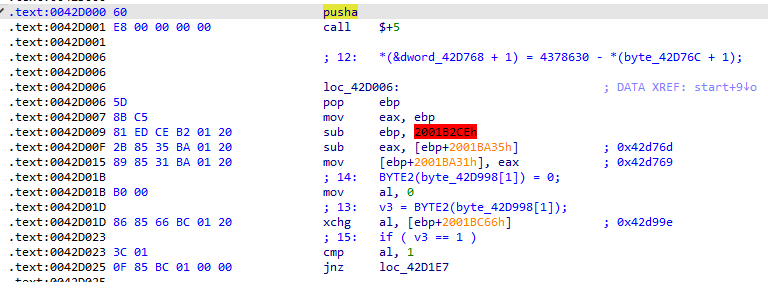 .text:0042D000 60 pusha
.text:0042D001 E8 00 00 00 00 call $+5
.text:0042D001
.text:0042D006 ; 12: *(&dword_42D768 + 1) = 4378630 - *(byte_42D76C + 1);
.text:0042D006
.text:0042D006 loc_42D006: ; DATA XREF: start+9↓o
.text:0042D006 5D pop ebp
.text:0042D007 8B C5 mov eax, ebp
.text:0042D009 81 ED CE B2 01 20 sub ebp, 2001B2CEh
.text:0042D00F 2B 85 35 BA 01 20 sub eax, [ebp+2001BA35h] ; 0x42d76d
.text:0042D015 89 85 31 BA 01 20 mov [ebp+2001BA31h], eax ; 0x42d769
.text:0042D01B ; 14: BYTE2(byte_42D998[1]) = 0;
.text:0042D01B B0 00 mov al, 0
.text:0042D01D ; 13: v3 = BYTE2(byte_42D998[1]);
.text:0042D01D 86 85 66 BC 01 20 xchg al, [ebp+2001BC66h] ; 0x42d99e
.text:0042D023 ; 15: if ( v3 == 1 )
.text:0042D023 3C 01 cmp al, 1
.text:0042D025 0F 85 BC 01 00 00 jnz loc_42D1E7
.text:0042D025